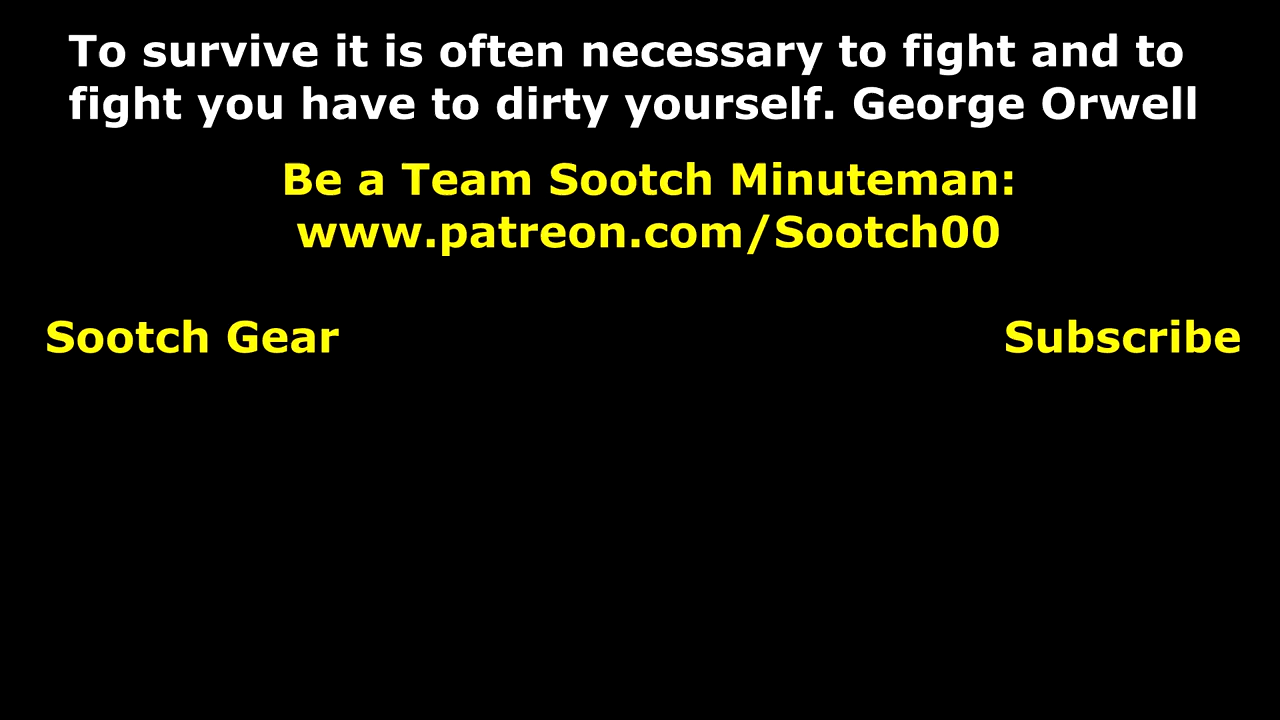 To survive it is often necessary to fight and to
fight you have to dirty yourself. George Orwell
Be a Team Sootch Minuteman:
www.patreon.com/Sootch00
Sootch Gear
Subscribe